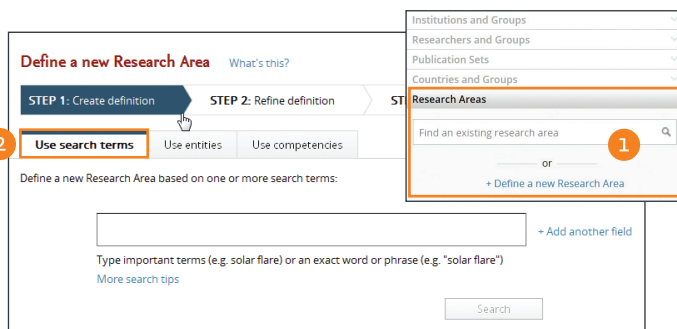 Institutions and Groups
Researchers and Groups
Publication Sets
Countries and Groups
Research Areas
Find an existing research area
1
or
+ Define a new Research Area
Define a new Research Area What's this?
STEP 1: Create definition STEP 2: Refine definition
2
Use search terms Use entities Use competencies
Define a new Research Area based on one or more search terms:
+ Add another field
Type important terms (e.g. solar flare) or an exact word or phrase (e.g. "solar flare")
More search tips
Search